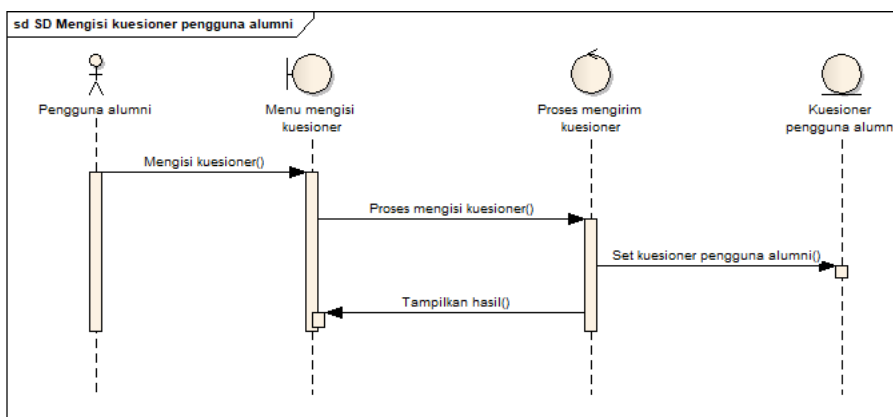 sd SD Mengisi kuesioner pengguna alumni
Pengguna alumni
Menu mengisi
kuesioner
Proses mengirim
kuesioner
Kuesioner
pengguna alumn
Mengisi kuesioner()
Proses mengisi kuesioner()
Set kuesioner pengguna alumni()
Tampilkan hasil()